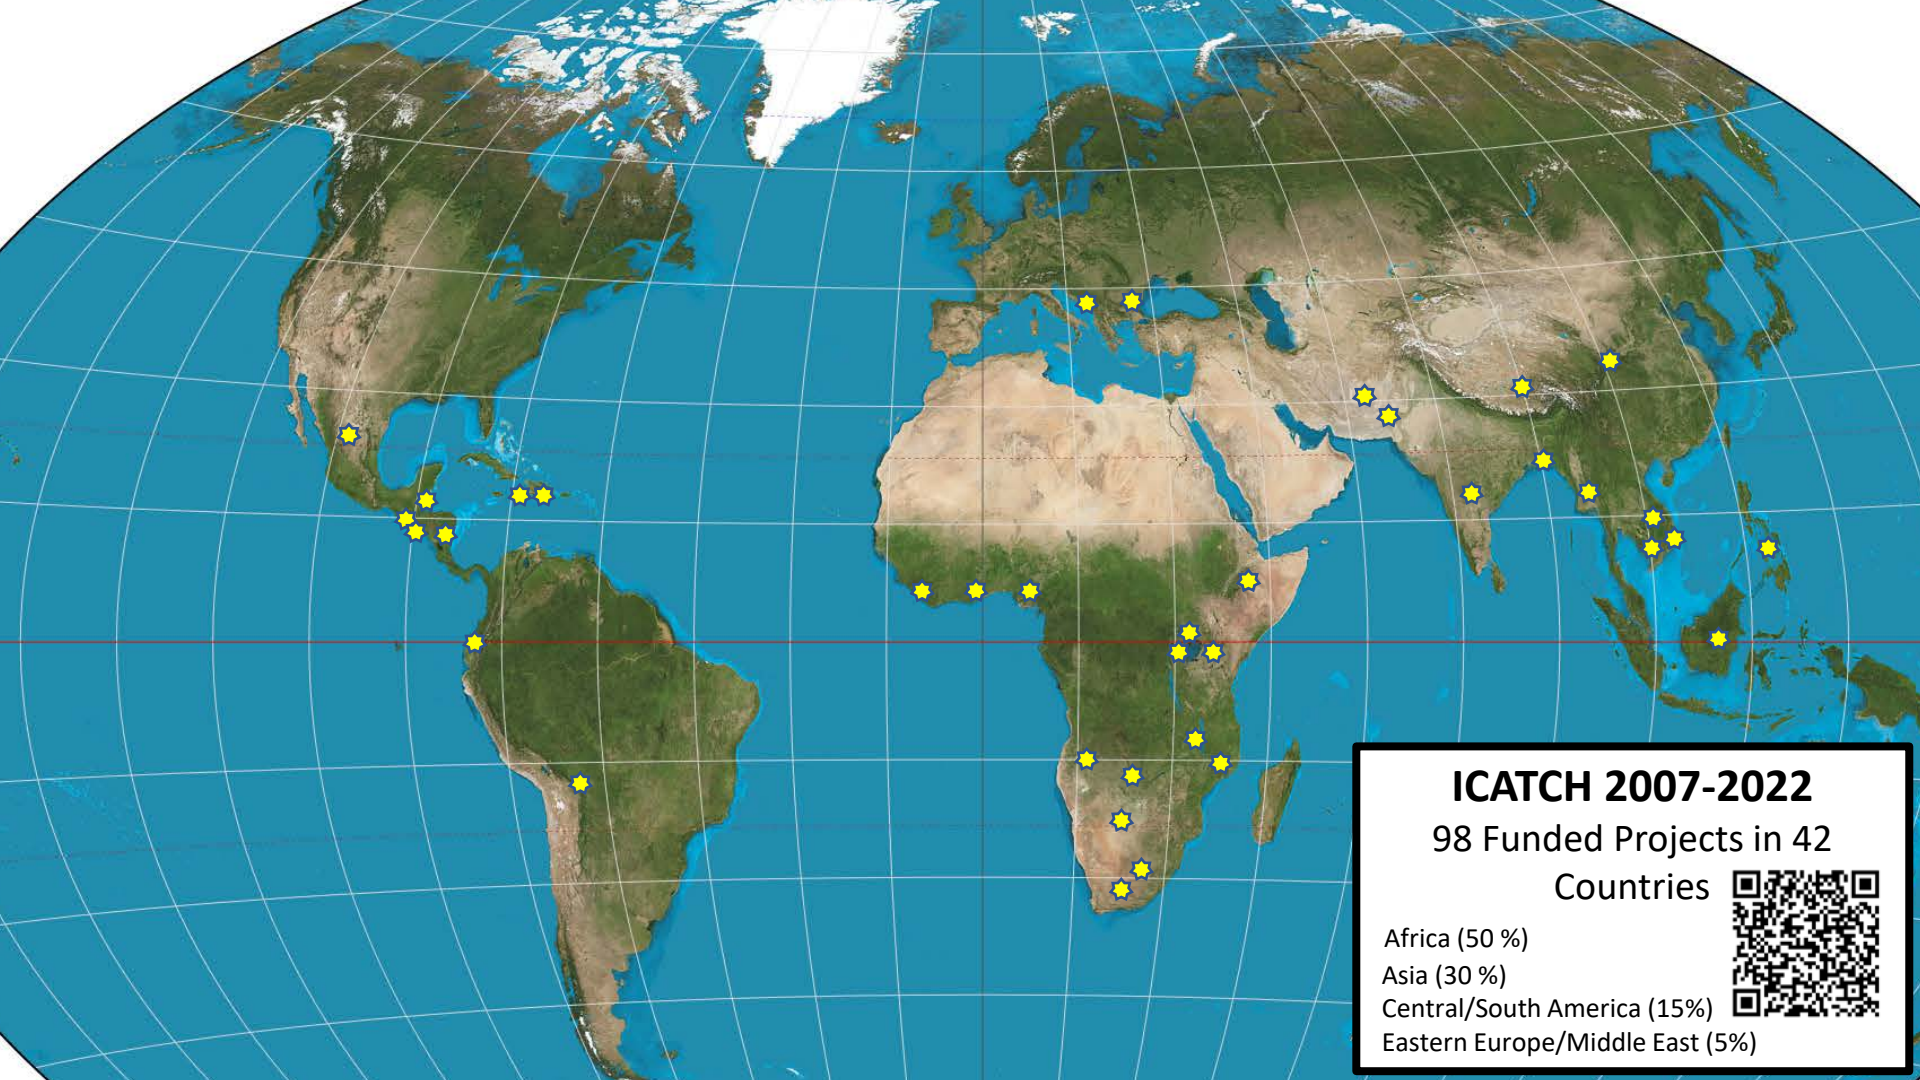 ICATCH 2007-2022
98 Funded Projects in 42
Countries
Africa (50 %)
Asia (30 %)
Central/South America (15%)
Eastern Europe/Middle East (5%)